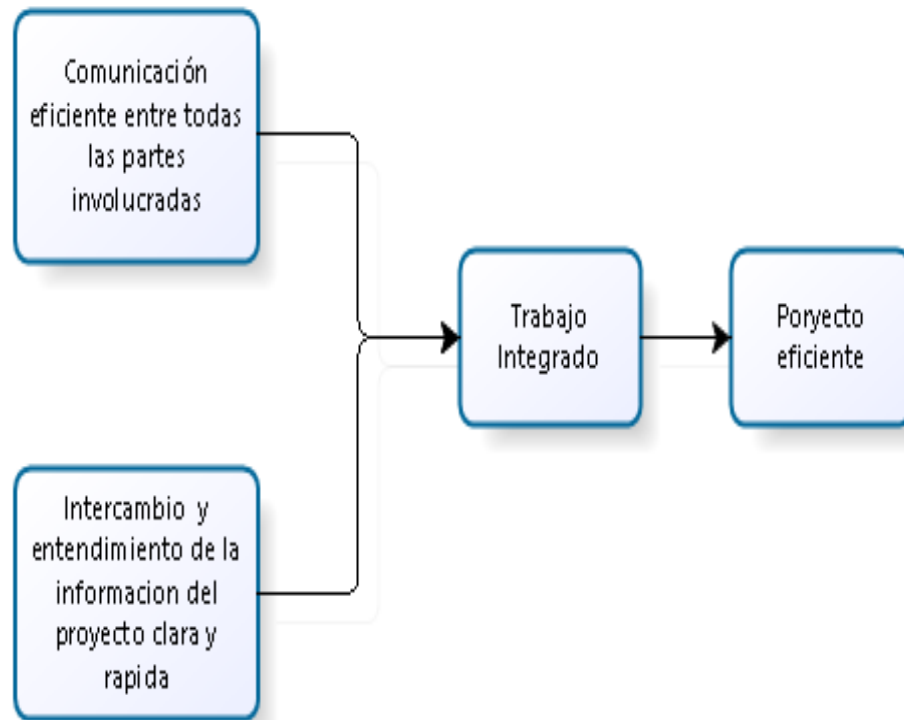 Comunicación
eficiente entre todas
las partes
involucradas
Trabajo
Integrado
Poryecto
eficiente
Intercambio y
entendimiento de la
informacion del
proyecto clara y
rapida